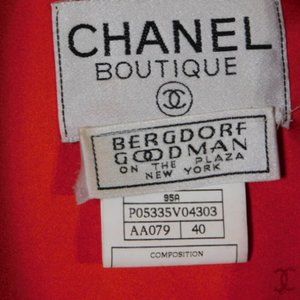 CHANEL
BOUTIQUE
BERGDORF
GOODMAN
ON THE PLAZA
NEW YORK
95A
P05335V04303
AA079 40
COMPOSITION